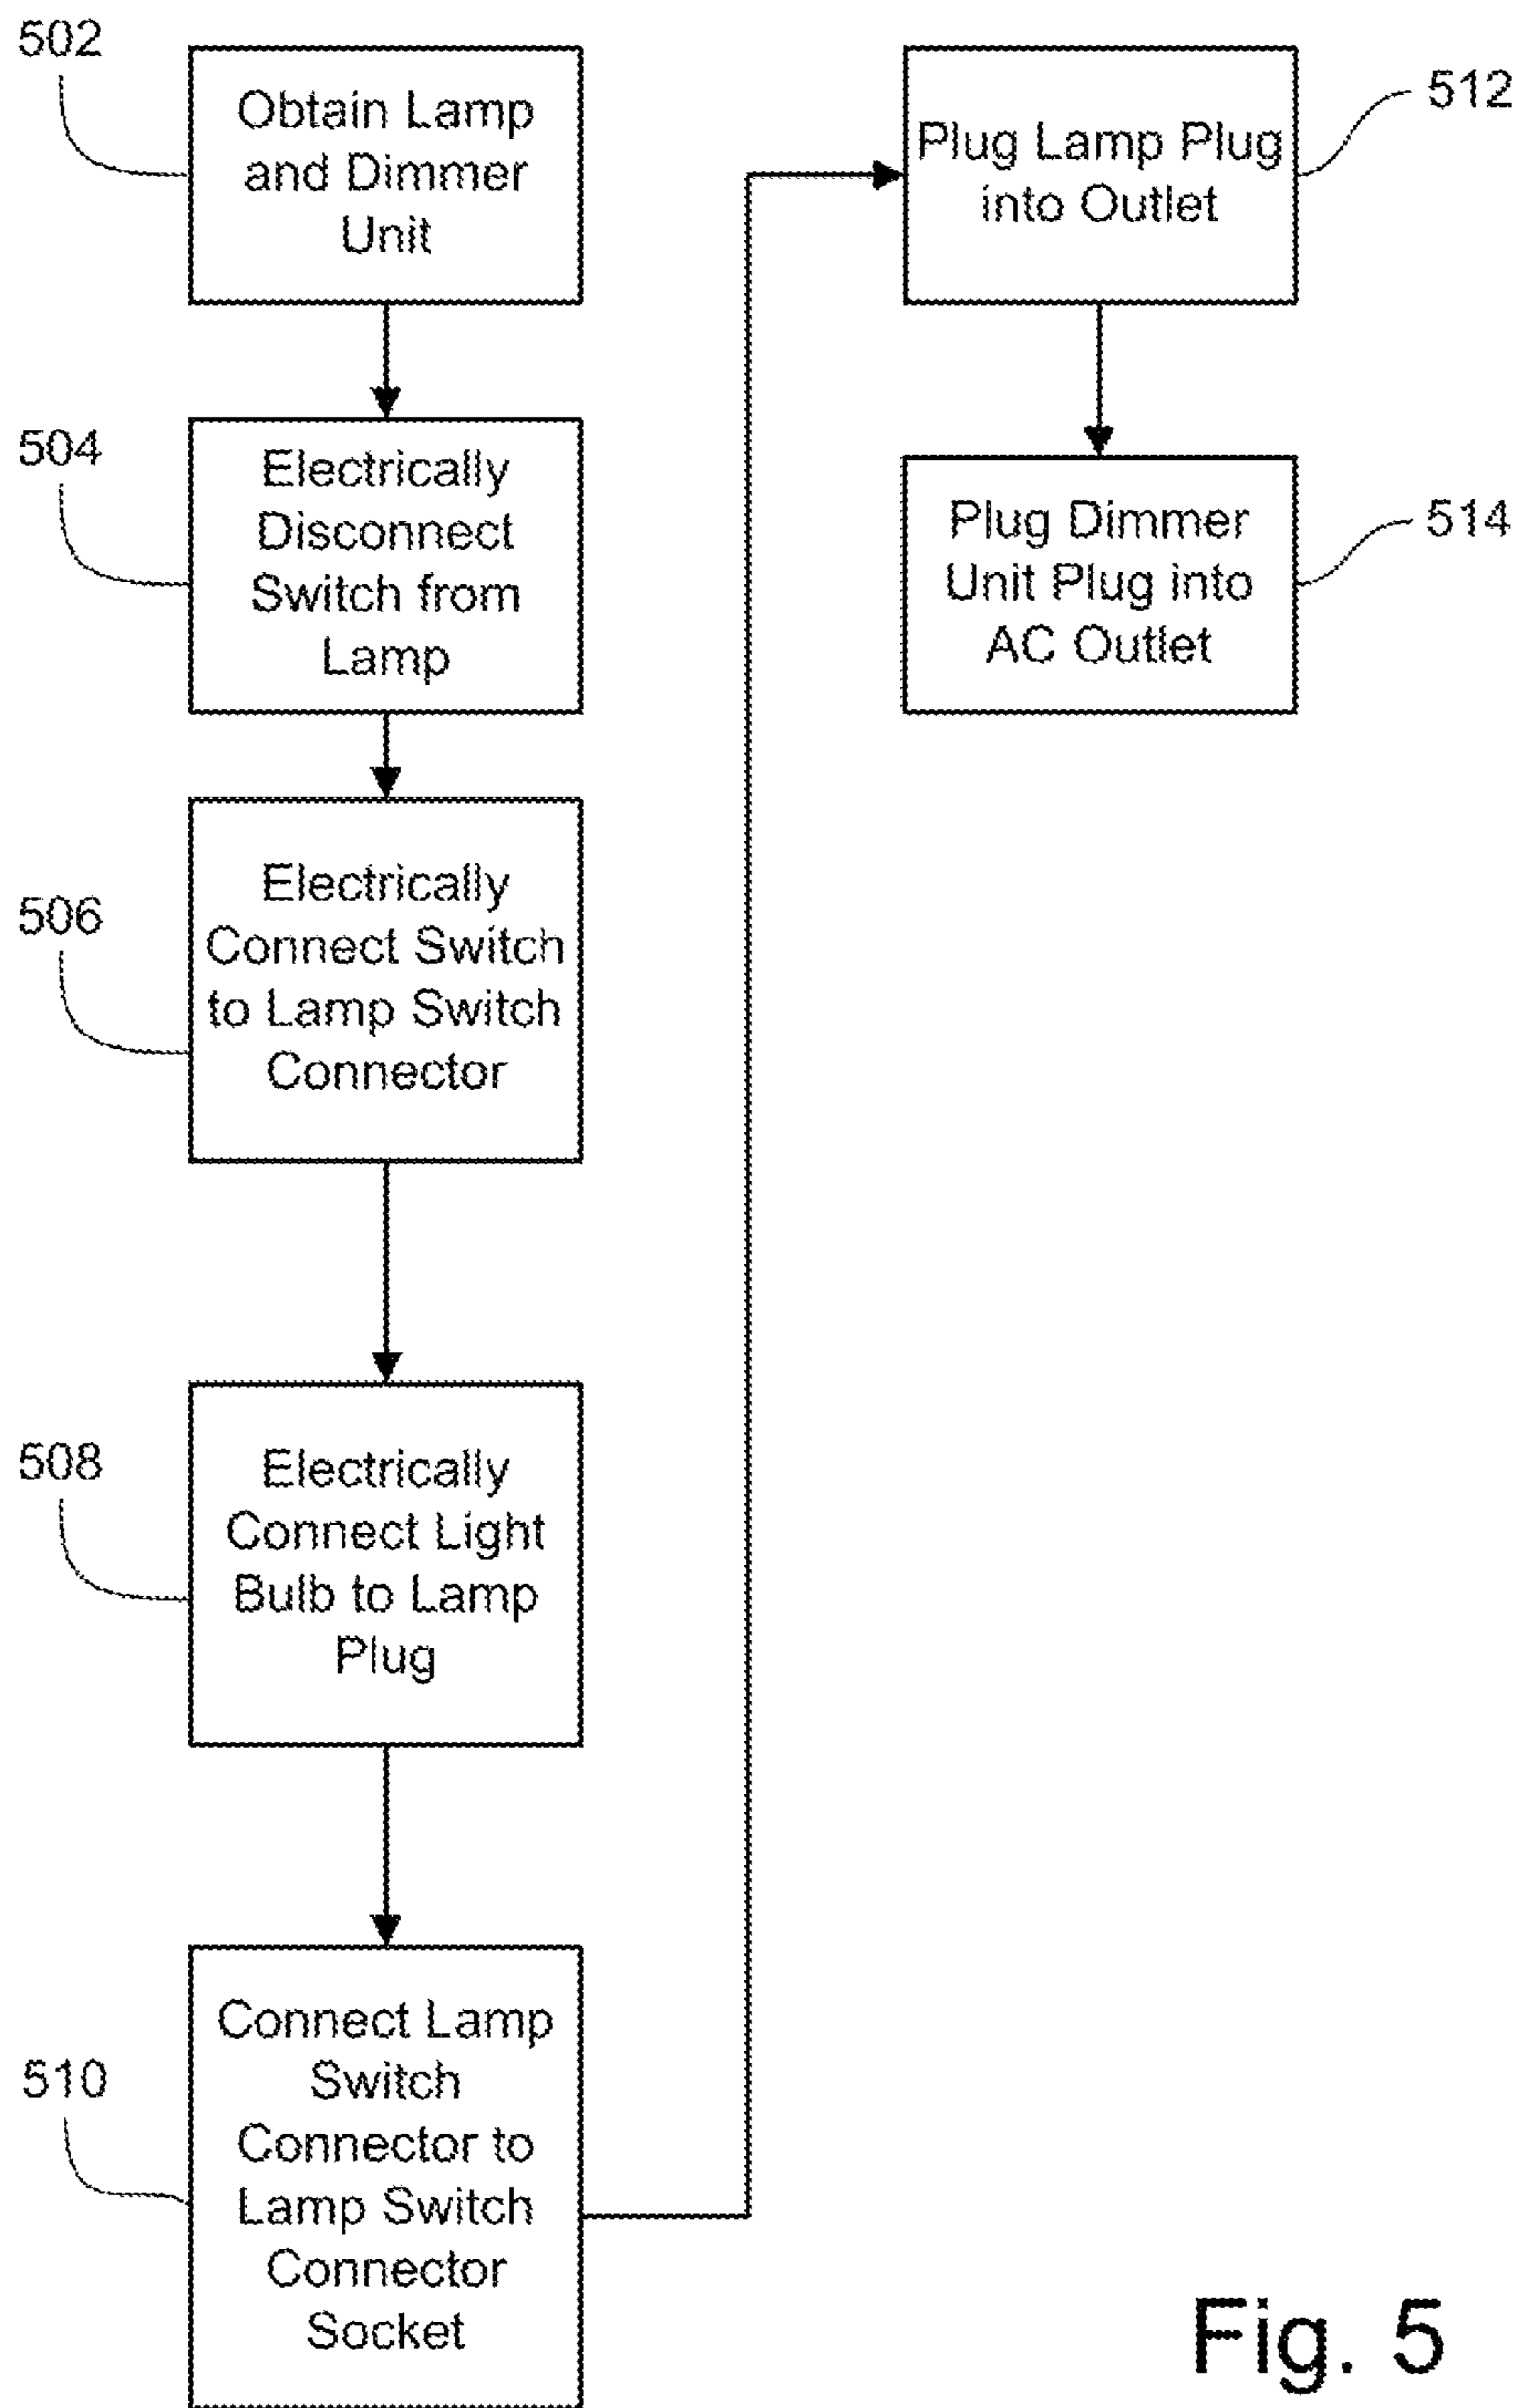 502
Obtain Lamp
and Dimmer
Unit
504
Electrically
Disconnect
Switch from
Lamp
506
Electrically
Connect Switch
to Lamp Switch
Connector
508
Electrically
Connect Light
Bulb to Lamp
Plug
510
Connect Lamp
Switch
Connector to
Lamp Switch
Connector
Socket
512
Plug Lamp Plug
into Outlet
514
Plug Dimmer
Unit Plug into
AC Outlet
Fig. 5